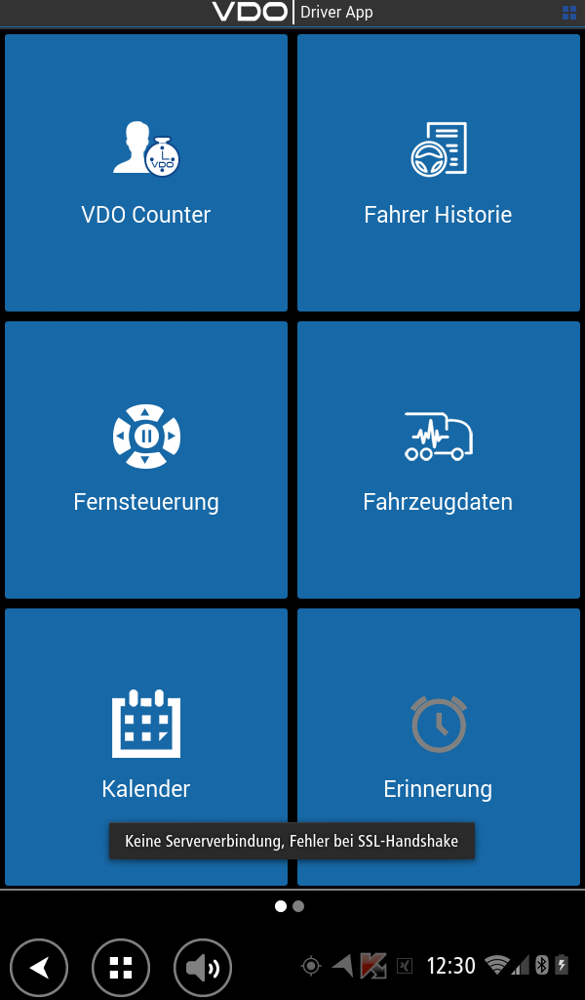 VDO Driver App
VDO
VDO Counter
Fahrer Historie
Fernsteuerung
Fahrzeugdaten
Kalender
Erinnerung
Keine Serververbindung, Fehler bei SSL-Handshake
12:30